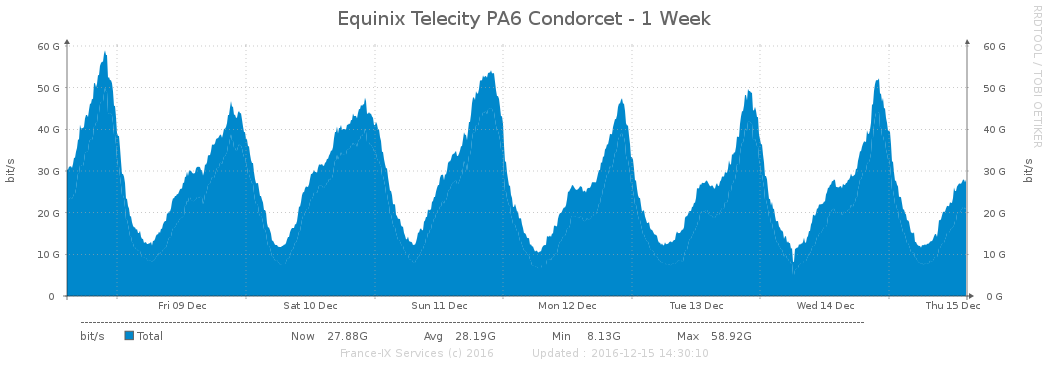 Equinix Telecity PA6 Condorcet - 1 Week
RRDTOOL / TOBI OETIKER
bit/s
60 G
50 G
40 G
30 G
20 G
10 G
0
60 G
50 G
40 G
30 G
20 G
10 G
0 G
bit/s
Fri 09 Dec Sat 10 Dec Sun 11 Dec Mon 12 Dec Tue 13 Dec Wed 14 Dec Thu 15 Dec
bit/s Total Now 27.88G Avg 28.19G Min 8.13G Max 58.92G
France-IX Services (c) 2016 Updated : 2016-12-15 14:30:10